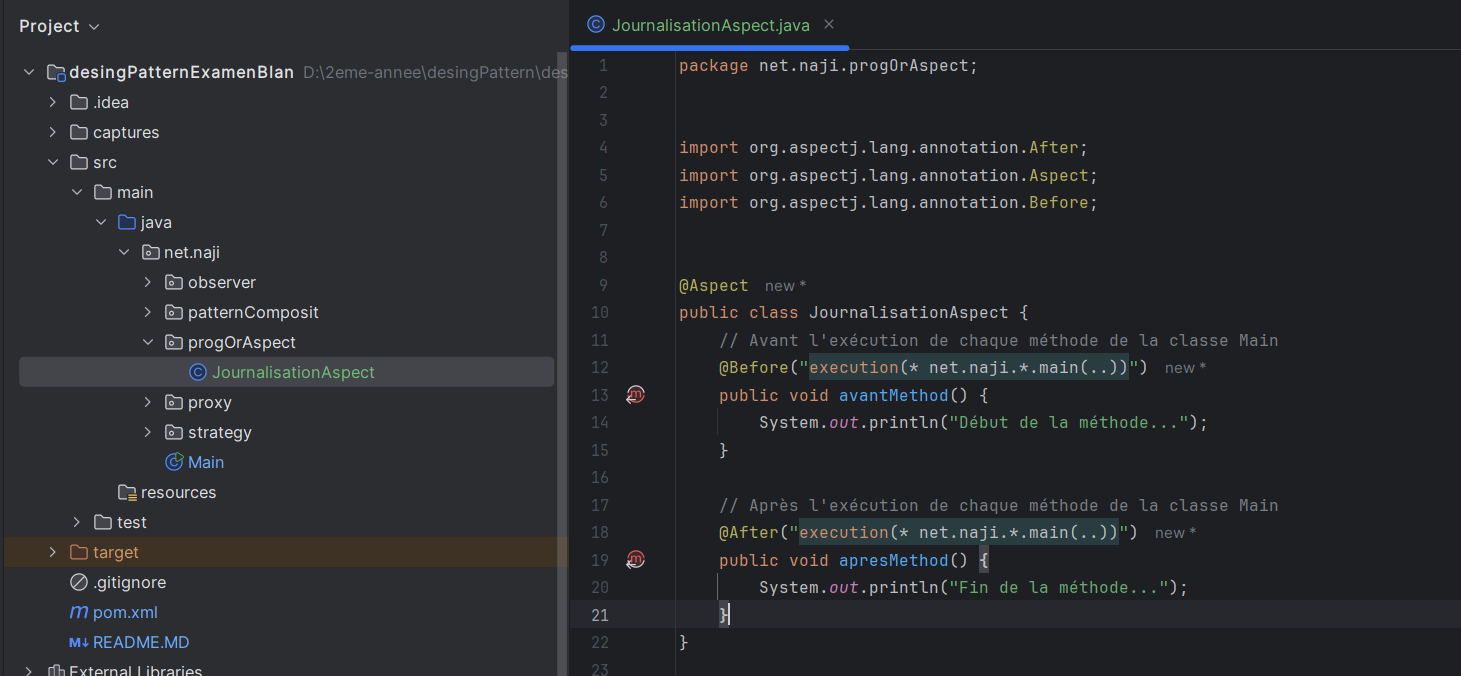 Project
desingPatternExamenBlan D:\2eme-annee\desingPattern\des
.idea
captures
src
main
java
net.naji
observer
patternComposit
progOrAspect
JournalisationAspect
proxy
strategy
Main
resources
test
target
.gitignore
pom.xml
README.MD
External Libraries
JournalisationAspect.java
1 package net.naji.progOrAspect;
2
3
4 import org.aspectj.lang.annotation.After;
5 import org.aspectj.lang.annotation.Aspect;
6 import org.aspectj.lang.annotation.Before;
7
8
9 @Aspect new *
10 public class JournalisationAspect {
11 // Avant l'exécution de chaque méthode de la classe Main
12 @Before("execution(* net.naji.*.main(..))") new *
13 public void avantMethod() {
14 System.out.println("Début de la méthode...");
15 }
16
17 // Après l'exécution de chaque méthode de la classe Main
18 @After("execution(* net.naji.*.main(..))") new *
19 public void apresMethod() {
20 System.out.println("Fin de la méthode...");
21 }
22 }
23